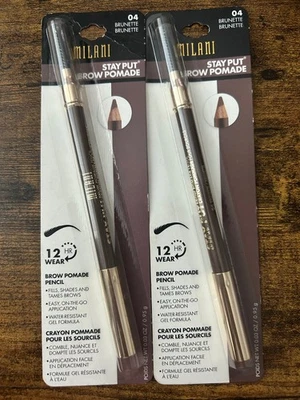 04
BRUNETTE
BRUNETTE
MILANI
STAY PUT®
BROW POMADE
MILANI
12 HR
WEAR
BROW POMADE
PENCIL
• FILLS, SHADES AND
TAMES BROWS
• EASY, ON-THE-GO
APPLICATION
• WATER-RESISTANT
GEL FORMULA
CRAYON POMMADE
POUR LES SOURCILS
• COMBLE, NUANCE ET
DOMPTE LES SOURCILS
• APPLICATION FACILE
EN DÉPLACEMENT
• FORMULE GEL RÉSISTANTE
À L'EAU
04
BRUNETTE
BRUNETTE
MILANI
STAY PUT®
BROW POMADE
12 HR
WEAR
BROW POMADE
PENCIL
• FILLS, SHADES AND
TAMES BROWS
• EASY, ON-THE-GO
APPLICATION
• WATER-RESISTANT
GEL FORMULA
CRAYON POMMADE
POUR LES SOURCILS
• COMBLE, NUANCE ET
DOMPTE LES SOURCILS
• APPLICATION FACILE
EN DÉPLACEMENT
• FORMULE GEL RÉSISTANTE
À L'EAU